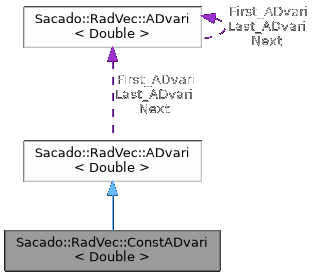 Sacado::RadVec::ADvari
< Double >
First_ADvari
Last_ADvari
Next
First_ADvari
Last_ADvari
Next
Sacado::RadVec::ADvari
< Double >
Sacado::RadVec::ConstADvari
< Double >